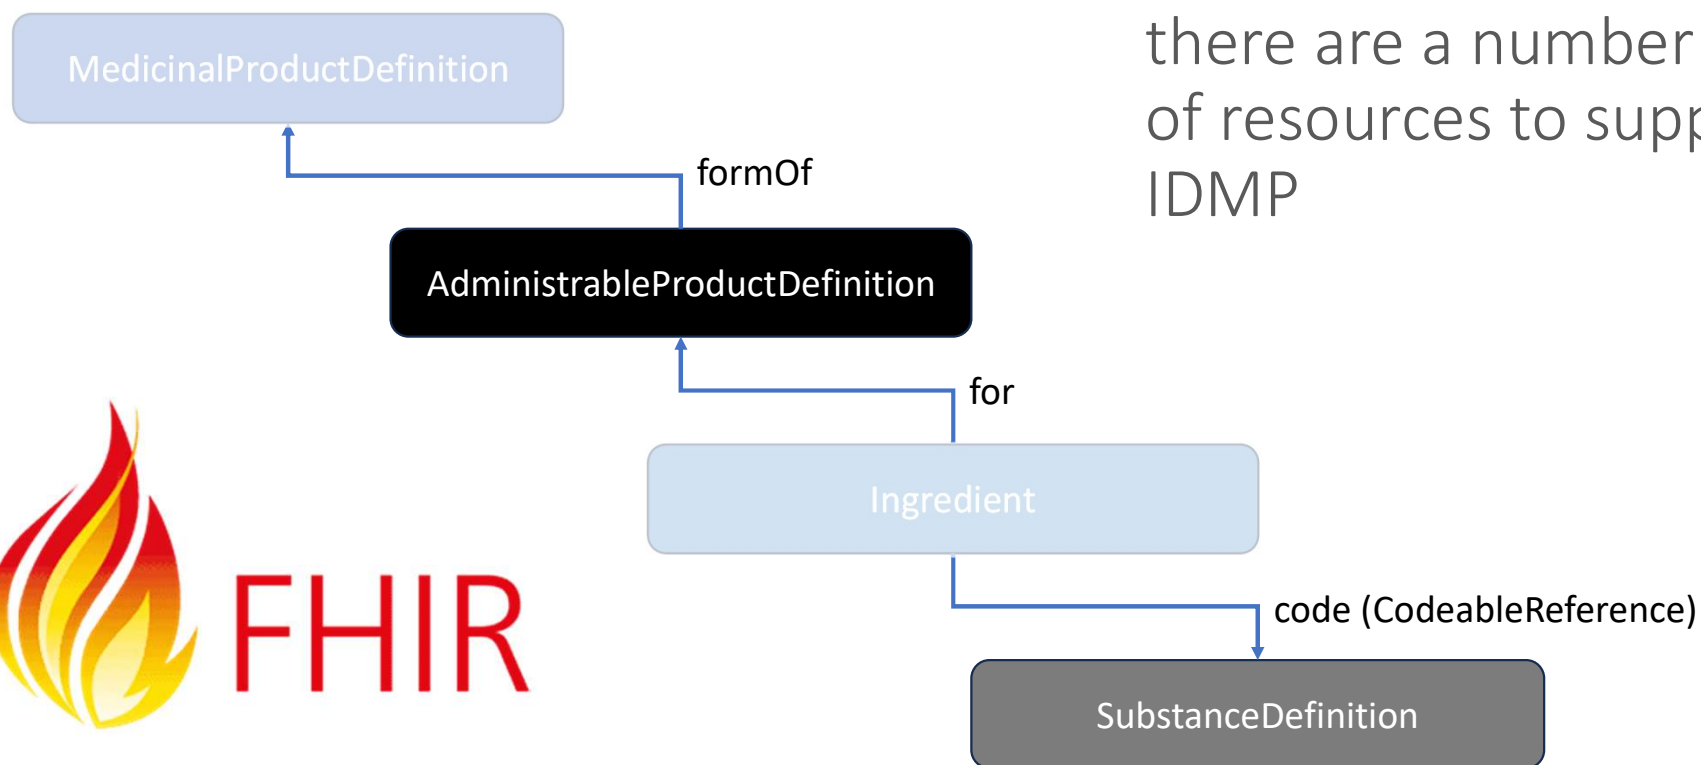 there are a number
of resources to supp
IDMP
MedicinalProductDefinition
formOf
AdministrableProductDefinition
for
Ingredient
code (CodeableReference)
SubstanceDefinition
FHIR